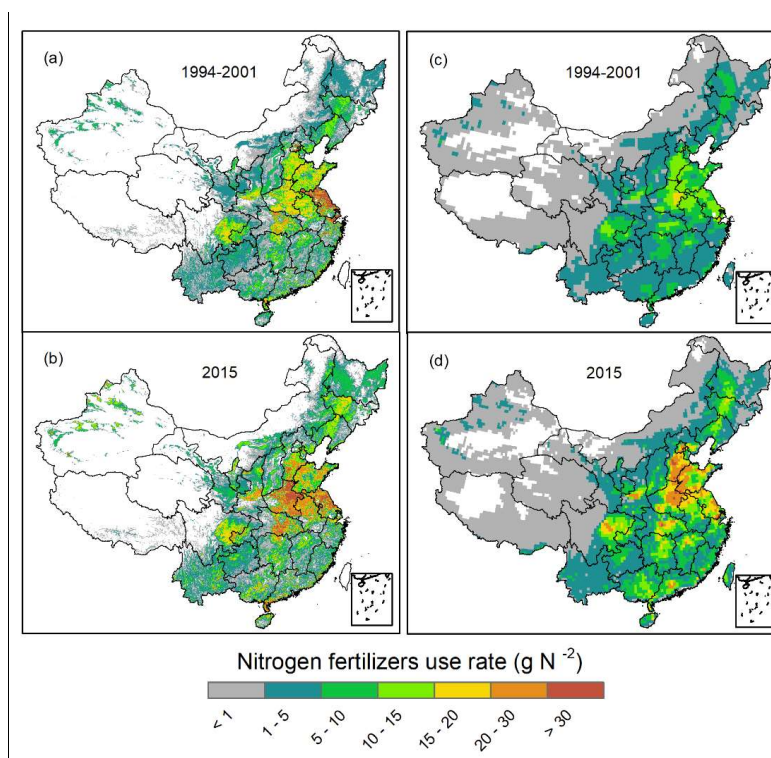 (a)
1994-2001
(c)
1994-2001
(b)
2015
(d)
2015
Nitrogen fertilizers use rate (g N -2)
< 1
1 - 5
5 - 10
10 - 15
15 - 20
20 - 30
> 30